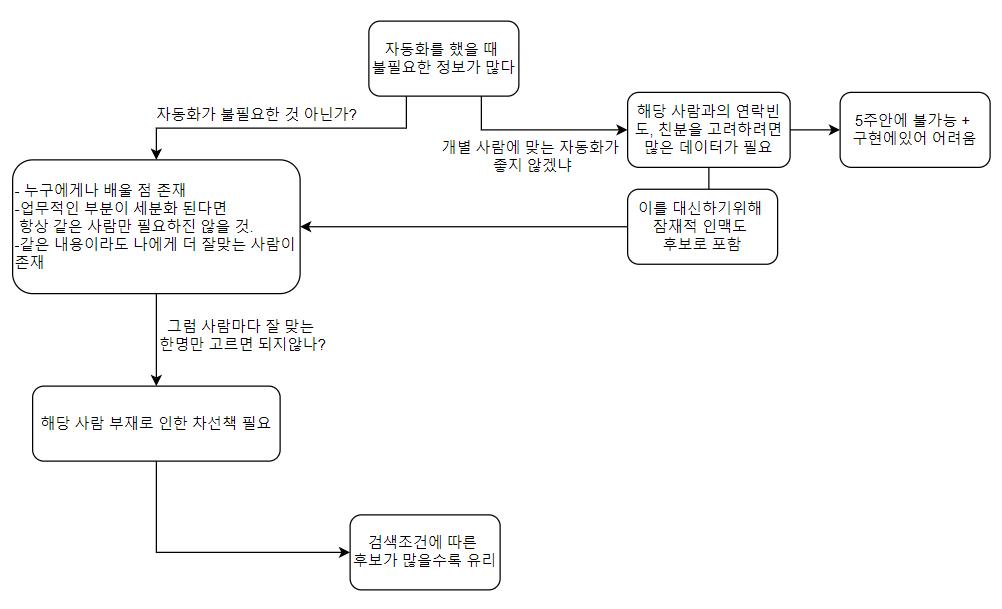 자동화를 했을 때
불필요한 정보가 많다
자동화가 불필요한 것 아닌가?
개별 사람에 맞는 자동화가
좋지 않겠냐
해당 사람과의 연락빈
도, 친분을 고려하려면
많은 데이터가 필요
5주안에 불가능 +
구현에있어 어려움
- 누구에게나 배울 점 존재
-업무적인 부분이 세분화 된다면
항상 같은 사람만 필요하진 않을 것.
-같은 내용이라도 나에게 더 잘맞는 사람이
존재
이를 대신하기위해
잠재적 인맥도
후보로 포함
그럼 사람마다 잘 맞는
한명만 고르면 되지않나?
해당 사람 부재로 인한 차선책 필요
검색조건에 따른
후보가 많을수록 유리